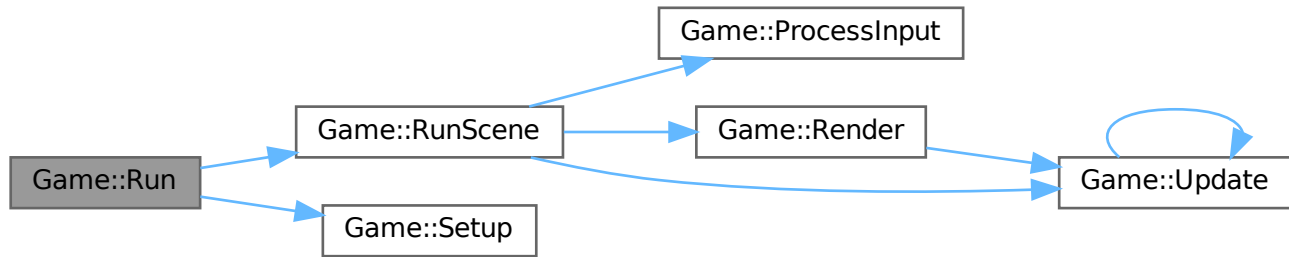 Game::Run
Game::RunScene
Game::ProcessInput
Game::Render
Game::Update
Game::Setup